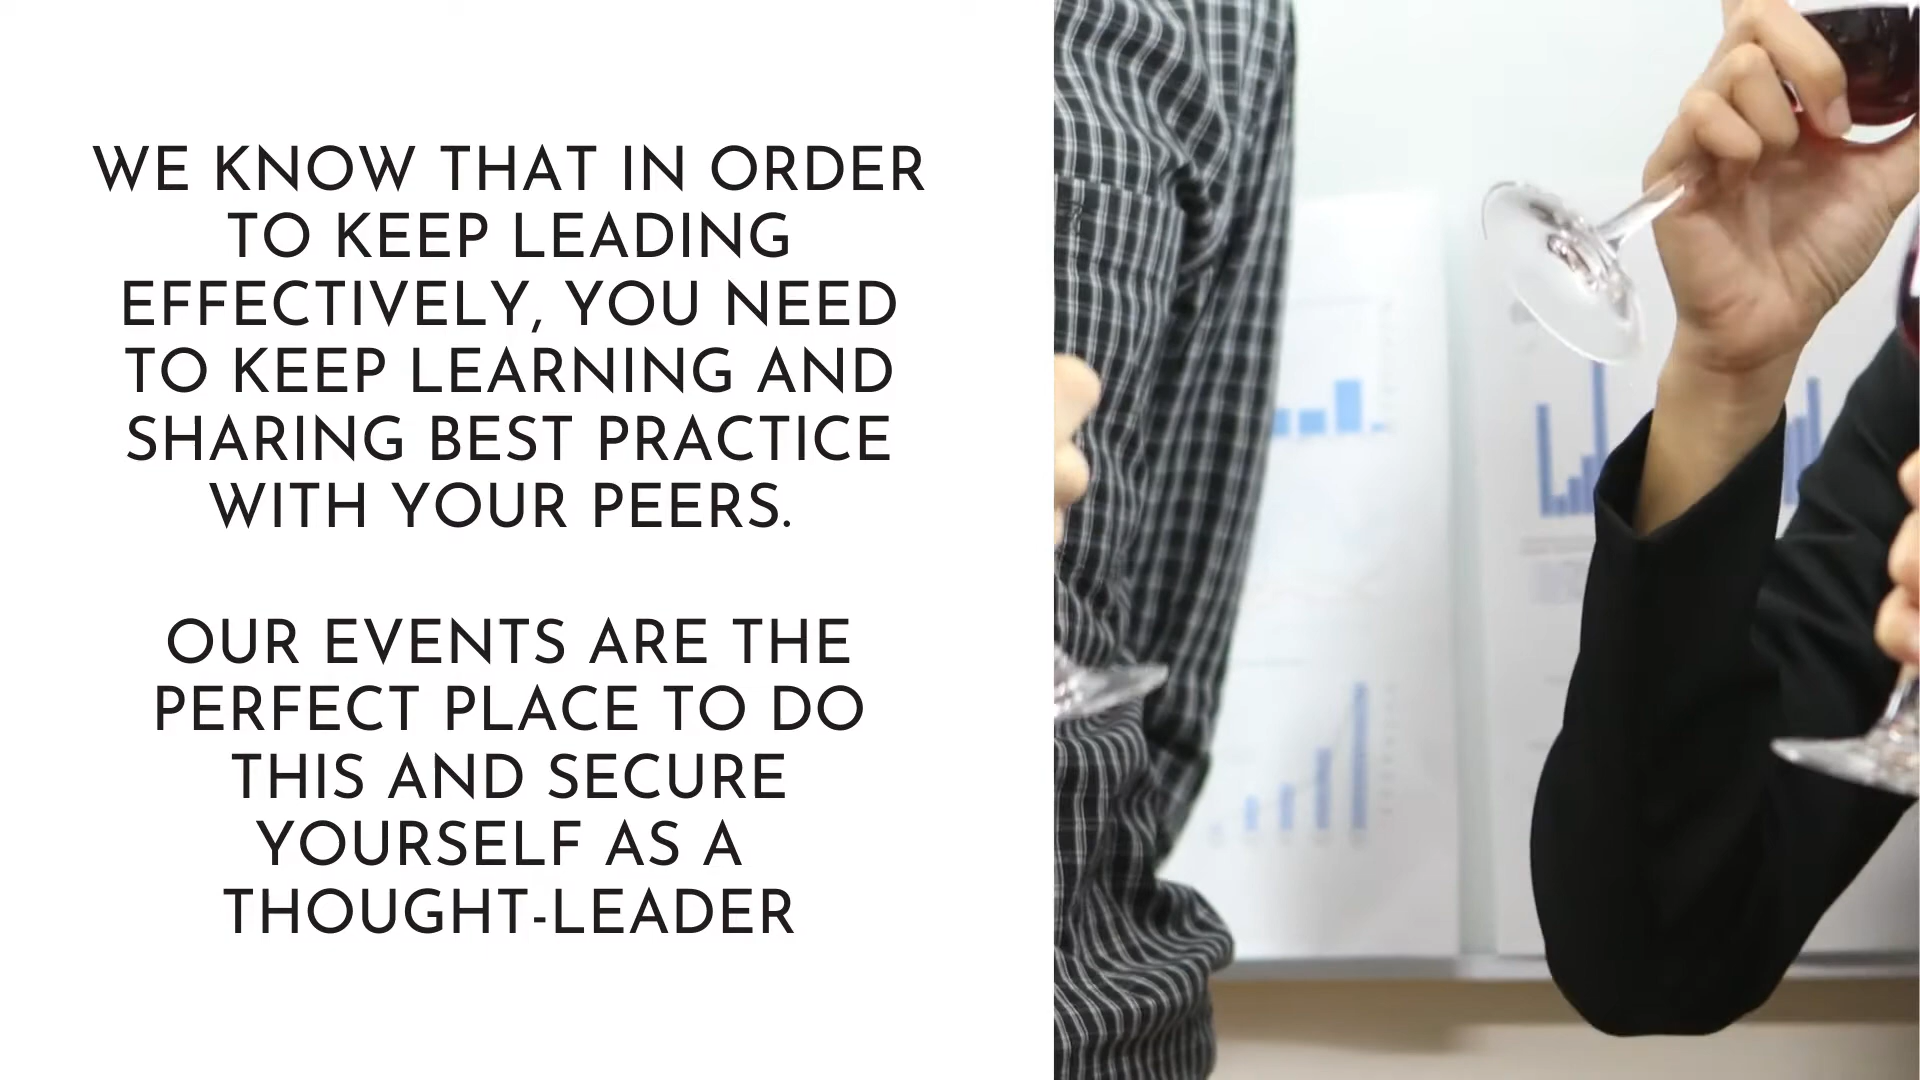 WE KNOW THAT IN ORDER
TO KEEP LEADING
EFFECTIVELY, YOU NEED
TO KEEP LEARNING AND
SHARING BEST PRACTICE
WITH YOUR PEERS.
OUR EVENTS ARE THE
PERFECT PLACE TO DO
THIS AND SECURE
YOURSELF AS A
THOUGHT-LEADER